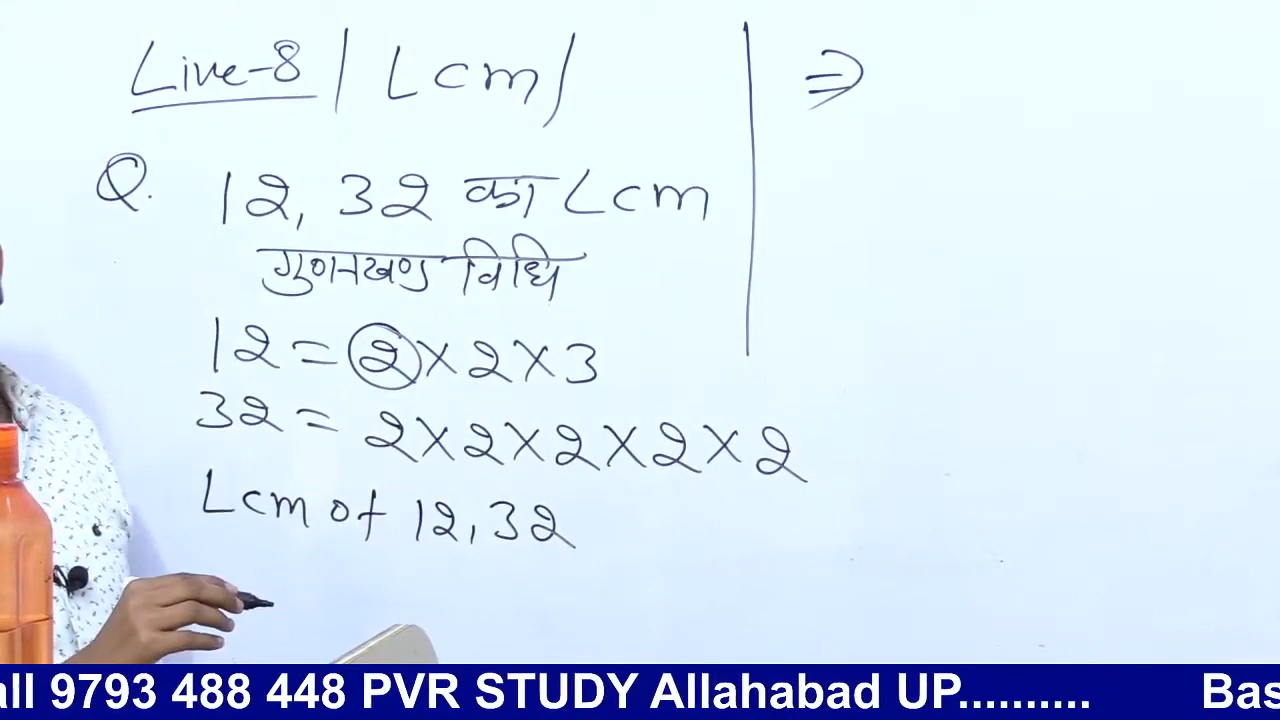 Live-8 / Lcm /
⇒
Q. 12, 32 का Lcm
गुणनखण्ड विधि
12 = 2 × 2 × 3
32 = 2 × 2 × 2 × 2 × 2
Lcm of 12, 32
all 9793 488 448 PVR STUDY Allahabad UP.......... Bas